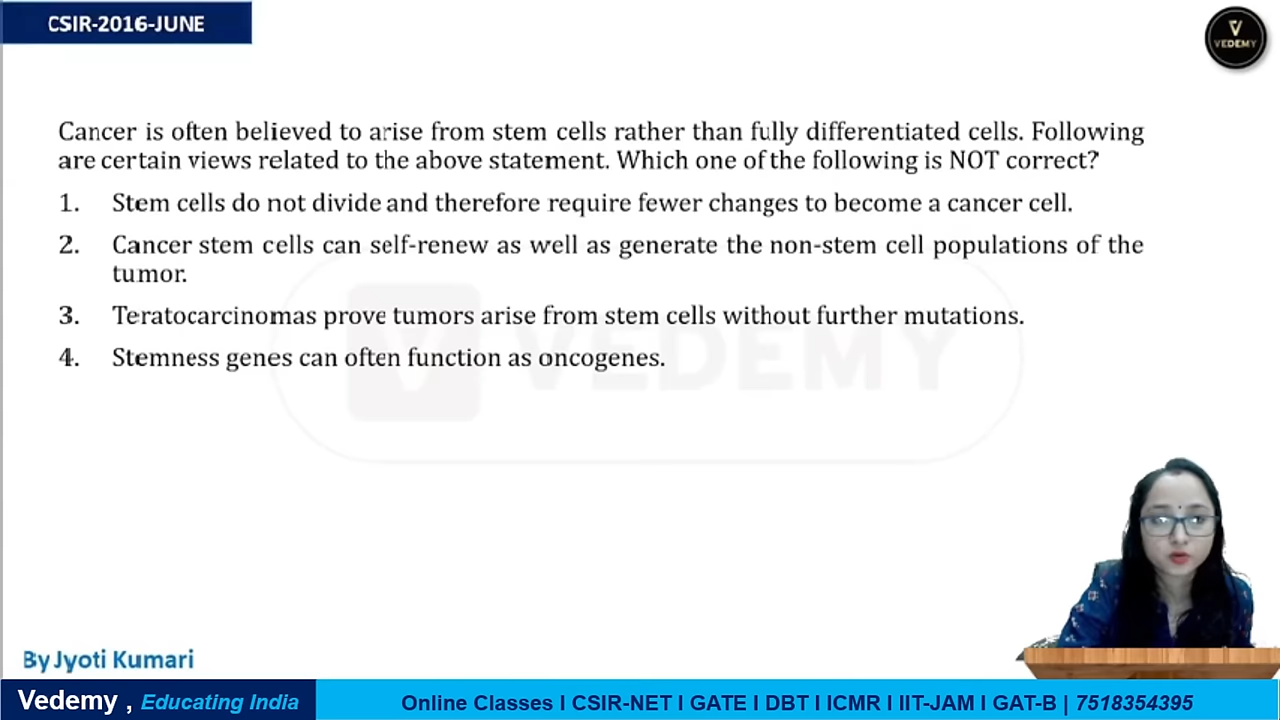 CSIR-2016-JUNE
VEDEMY
Cancer is often believed to arise from stem cells rather than fully differentiated cells. Following
are certain views related to the above statement. Which one of the following is NOT correct?
1. Stem cells do not divide and therefore require fewer changes to become a cancer cell.
2. Cancer stem cells can self-renew as well as generate the non-stem cell populations of the
tumor.
3. Teratocarcinomas prove tumors arise from stem cells without further mutations.
4. Stemness genes can often function as oncogenes.
VEDEMY
By Jyoti Kumari
Vedemy , Educating India
Online Classes I CSIR-NET I GATE I DBT I ICMR I IIT-JAM I GAT-B | 7518354395